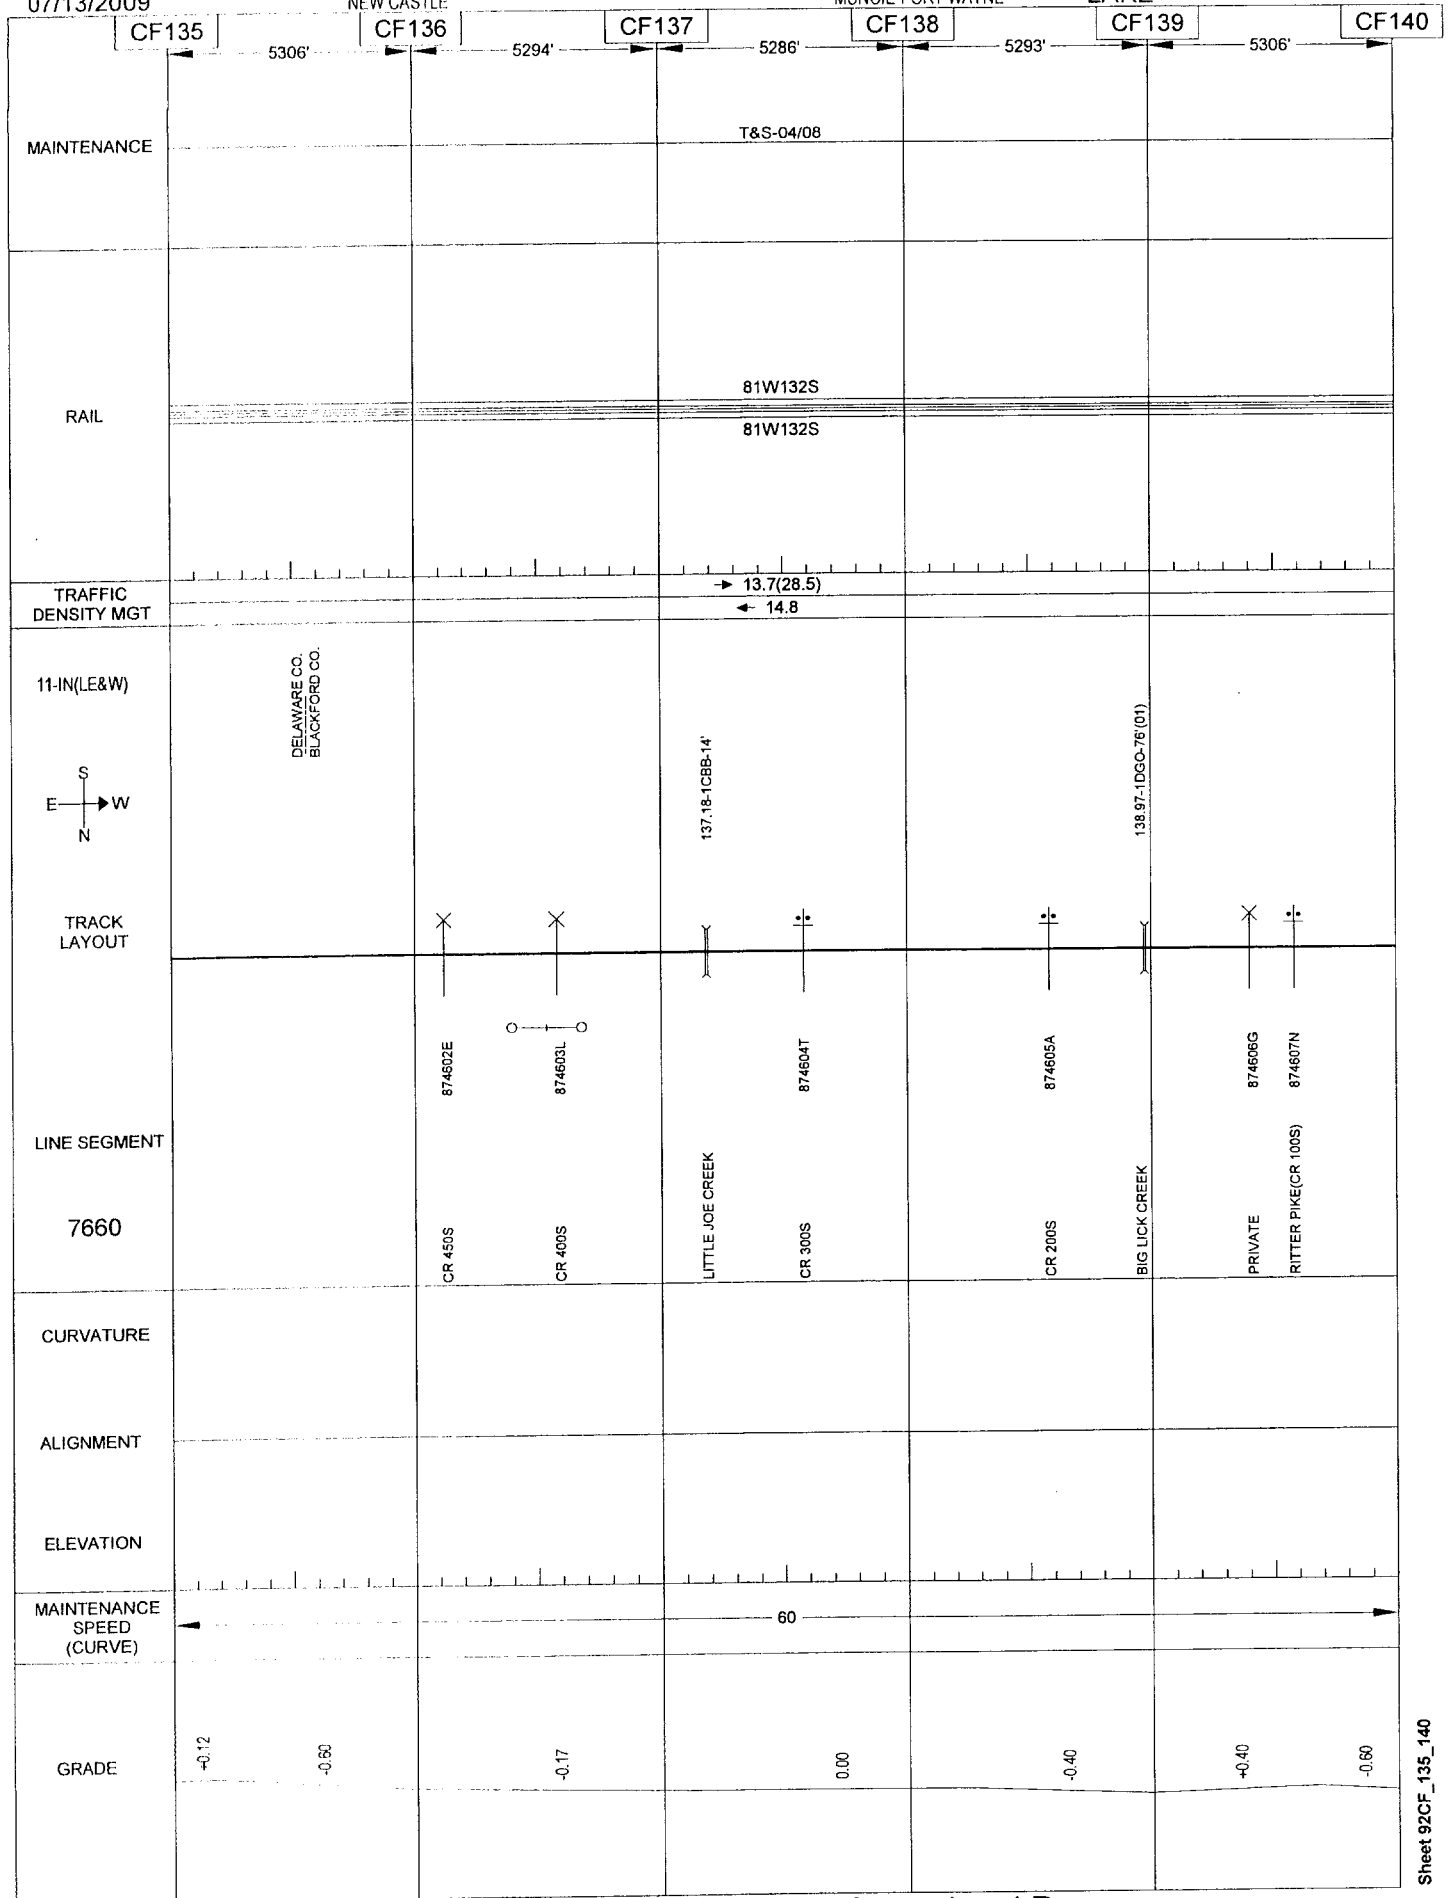 07/13/2009
NEW CASTLE
CF135 CF136 CF137 CF138 CF139 CF140
5306' 5294' 5286' 5293' 5306'
MAINTENANCE
T&S-04/08
RAIL
81W132S
81W132S
TRAFFIC
DENSITY MGT
13.7(28.5)
14.8
11-IN(LE&W)
DELAWARE CO.
BLACKFORD CO.
S
E W
N
137.18-1CBB-14'
138.97-1DGO-76'(01)
TRACK
LAYOUT
874602E
874603L
874604T
874605A
874606G
874607N
LINE SEGMENT
7660
CR 450S
CR 400S
LITTLE JOE CREEK
CR 300S
CR 200S
BIG LICK CREEK
PRIVATE
RITTER PIKE(CR 100S)
CURVATURE
ALIGNMENT
ELEVATION
MAINTENANCE
SPEED
(CURVE)
60
GRADE
+0.12
-0.60
-0.17
0.00
-0.40
+0.40
-0.60
Sheet 92CF_135_140